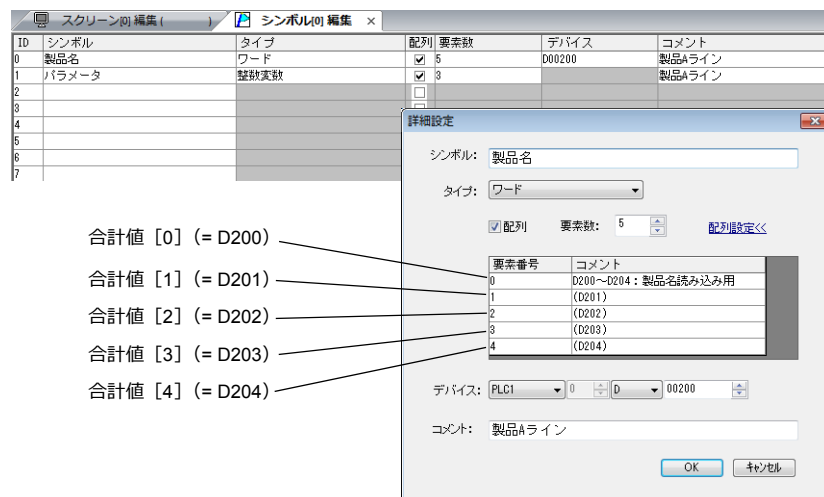 スクリーン[0] 編集 ( )
シンボル[0] 編集 ×
ID シンボル タイプ 配列 要素数 デバイス コメント
0 製品名 ワード 5 D00200 製品Aライン
1 パラメータ 整数変数 3 製品Aライン
2
3
4
5
6
7
詳細設定
シンボル: 製品名
タイプ: ワード
配列 要素数: 5 配列設定<<
要素番号 コメント
0 D200～D204：製品名読み込み用
1 (D201)
2 (D202)
3 (D203)
4 (D204)
デバイス: PLC1 0 D 00200
コメント: 製品Aライン
OK キャンセル
合計値［0］（= D200）
合計値［1］（= D201）
合計値［2］（= D202）
合計値［3］（= D203）
合計値［4］（= D204）